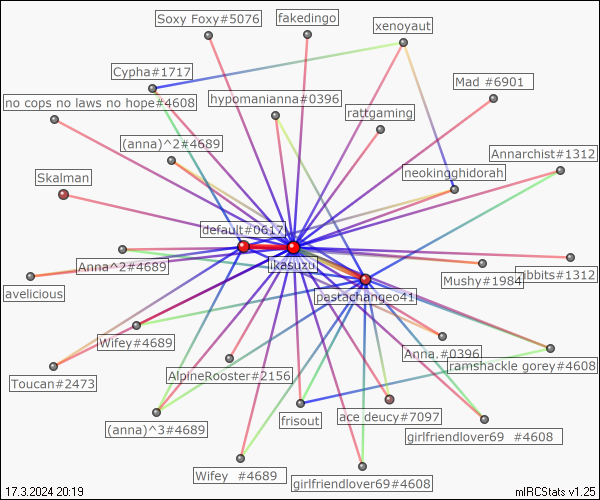 Soxy Foxy#5076
fakedingo
xenoyaut
Cypha#1717
Mad #6901
no cops no laws no hope#4608
hypomanianna#0396
rattgaming
(anna)^2#4689
Annarchist#1312
Skalman
neokingghidorah
default#0617
Anna^2#4689
ikasuzu
Mushy#1984
ribbits#1312
avelicious
pastachangeo41
Wifey#4689
Anna.#0396
ramshackle gorey#4608
Toucan#2473
AlpineRooster#2156
(anna)^3#4689
frisout
ace deucy#7097
girlfriendlover69 #4608
Wifey #4689
girlfriendlover69#4608
17.3.2024 20:19
mIRCStats v1.25